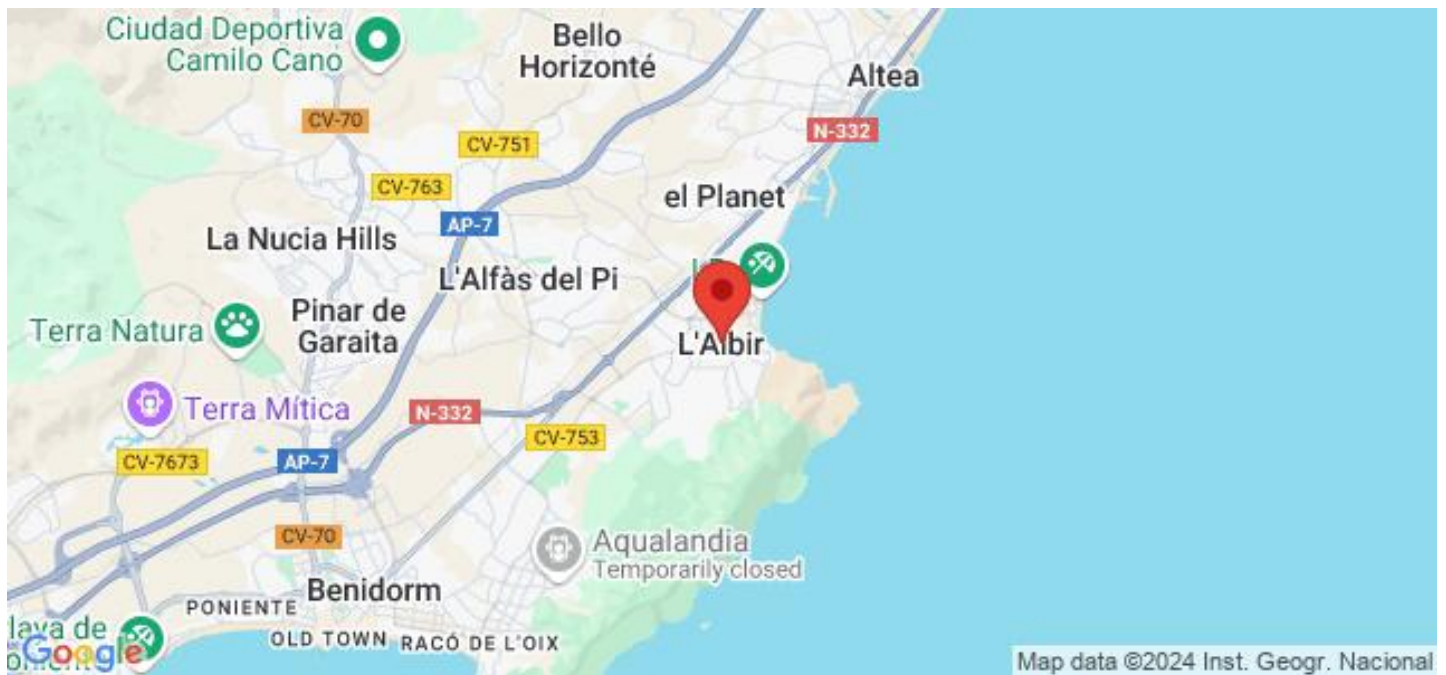 Ciudad Deportiva
Camilo Cano
Bello
Horizonté
Altea
CV-70
N-332
CV-751
CV-763
el Planet
AP-7
La Nucia Hills
L'Alfàs del Pi
Pinar de
Garaita
Terra Natura
L'Albir
Terra Mítica
N-332
CV-753
CV-7673
AP-7
CV-70
Aqualandia
Temporarily closed
Benidorm
PONIENTE
OLD TOWN
RACÓ DE L'OIX
laya de
Google
Map data ©2024 Inst. Geogr. Nacional